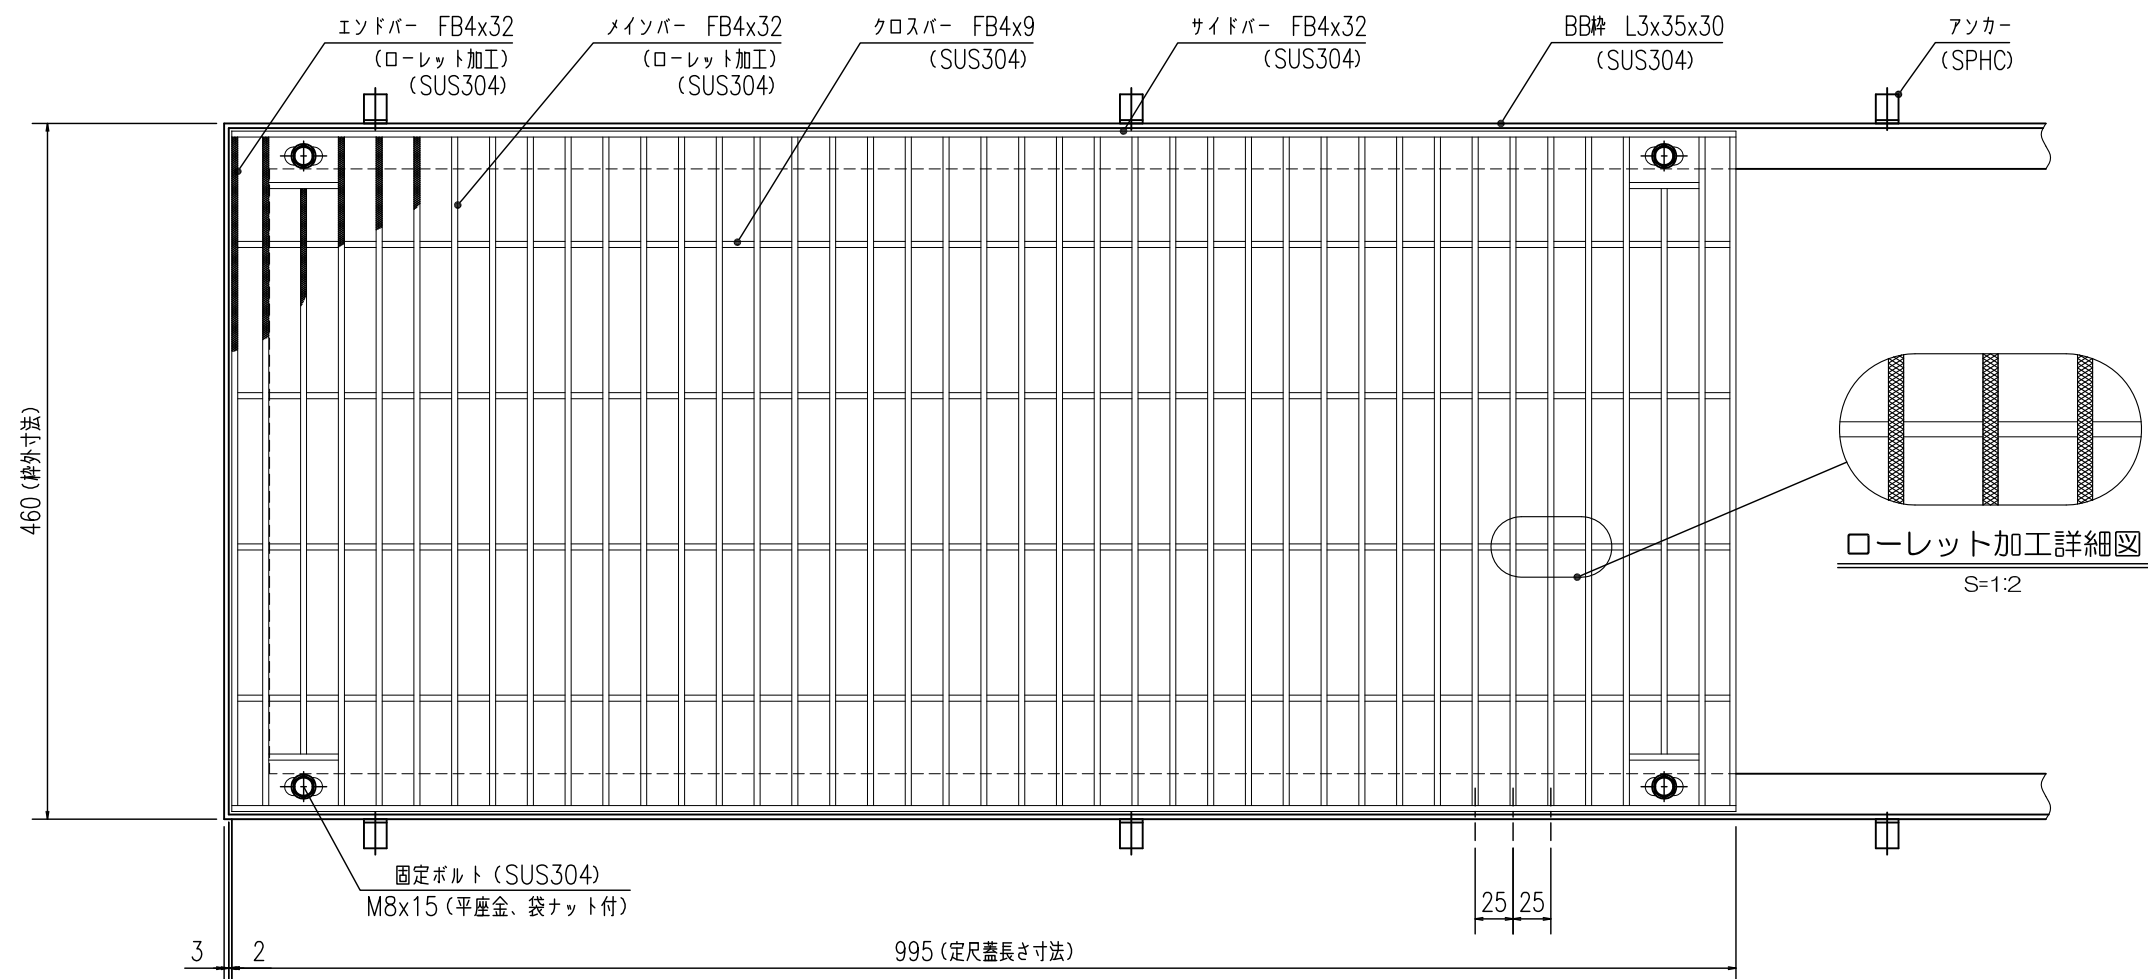 エンドバー FB4x32
(ローレット加工)
(SUS304)
メインバー FB4x32
(ローレット加工)
(SUS304)
クロスバー FB4x9
(SUS304)
サイドバー FB4x32
(SUS304)
BB枠 L3x35x30
(SUS304)
アンカー
(SPHC)
460(枠外寸法)
ローレット加工詳細図
S=1:2
固定ボルト(SUS304)
M8x15(平座金、袋ナット付)
25
25
3
2
995(定尺蓋長さ寸法)